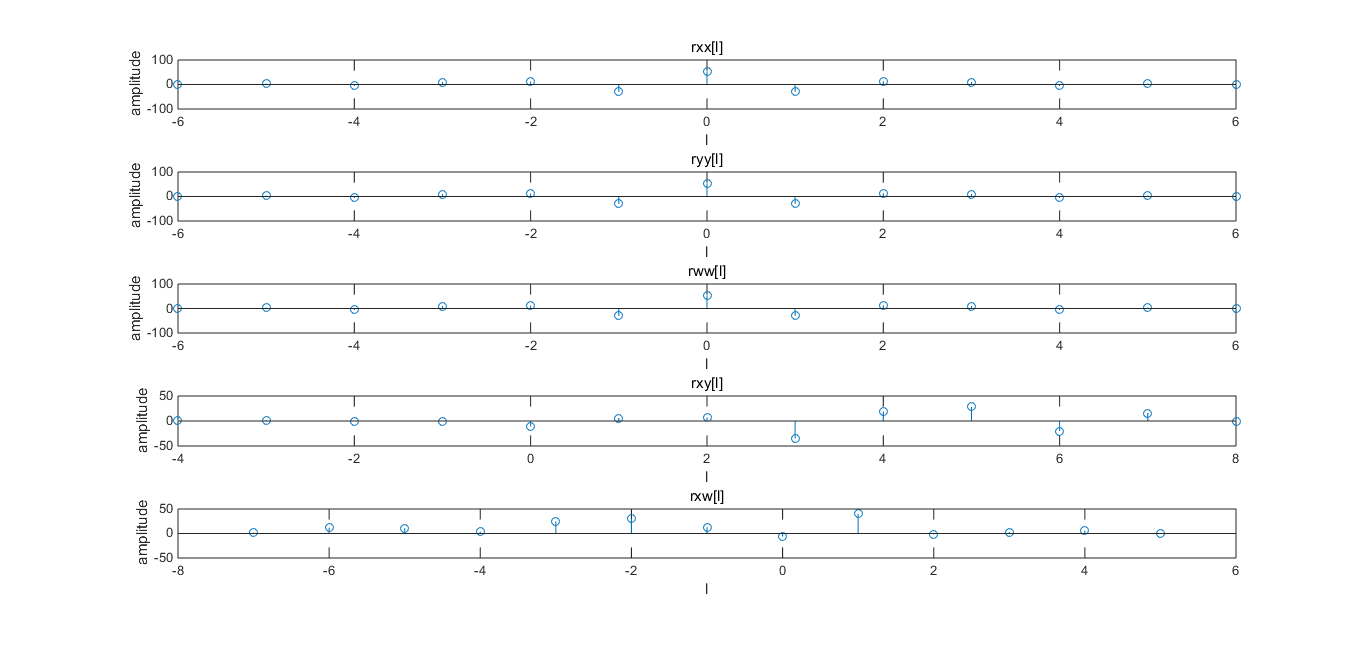 rxx[l]
amplitude
100
0
-100
-6 -4 -2 0 2 4 6
l
ryy[l]
amplitude
100
0
-100
-6 -4 -2 0 2 4 6
l
rww[l]
amplitude
100
0
-100
-6 -4 -2 0 2 4 6
l
rxy[l]
amplitude
50
0
-50
-4 -2 0 2 4 6 8
l
rxw[l]
amplitude
50
0
-50
-8 -6 -4 -2 0 2 4 6
l